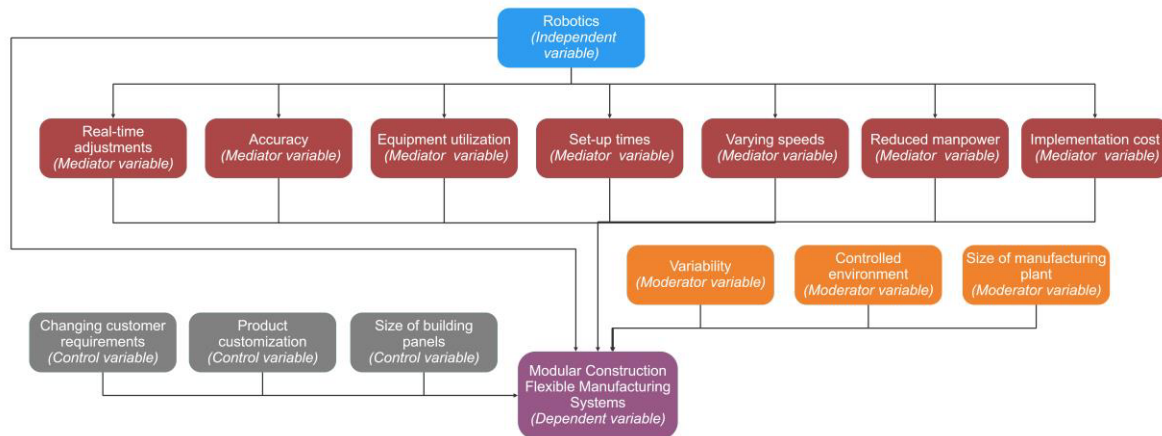 Robotics
(Independent
variable)
Real-time
adjustments
(Mediator variable)
Accuracy
(Mediator variable)
Equipment utilization
(Mediator variable)
Set-up times
(Mediator variable)
Varying speeds
(Mediator variable)
Reduced manpower
(Mediator variable)
Implementation cost
(Mediator variable)
Variability
(Moderator variable)
Controlled
environment
(Moderator variable)
Size of manufacturing
plant
(Moderator variable)
Changing customer
requirements
(Control variable)
Product
customization
(Control variable)
Size of building
panels
(Control variable)
Modular Construction
Flexible Manufacturing
Systems
(Dependent variable)